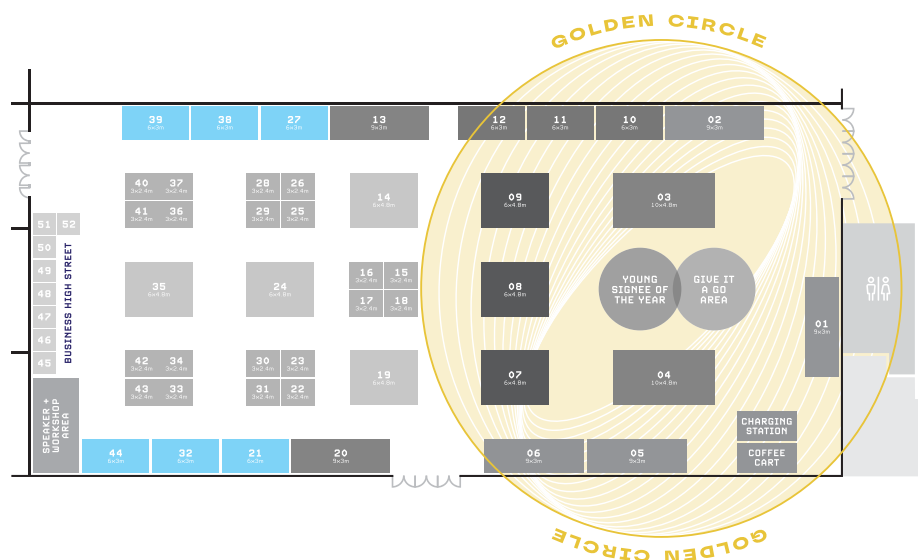 GOLDEN CIRCLE
39
6x3m
38
6x3m
27
6x3m
13
9x3m
12
6x3m
11
6x3m
10
6x3m
02
9x3m
40
3x2.4m
37
3x2.4m
41
3x2.4m
36
3x2.4m
28
3x2.4m
26
3x2.4m
29
3x2.4m
25
3x2.4m
14
6x4.8m
09
6x4.8m
03
10x4.8m
51
52
50
49
48
47
46
45
BUSINESS HIGH STREET
35
6x4.8m
24
6x4.8m
16
3x2.4m
15
3x2.4m
17
3x2.4m
18
3x2.4m
08
6x4.8m
YOUNG
SIGNEE OF
THE YEAR
GIVE IT
A GO
AREA
01
9x3m
42
3x2.4m
34
3x2.4m
43
3x2.4m
33
3x2.4m
30
3x2.4m
23
3x2.4m
31
3x2.4m
22
3x2.4m
19
6x4.8m
07
6x4.8m
04
10x4.8m
SPEAKER +
WORKSHOP
AREA
CHARGING
STATION
COFFEE
CART
44
6x3m
32
6x3m
21
6x3m
20
9x3m
06
9x3m
05
9x3m
GOLDEN CIRCLE